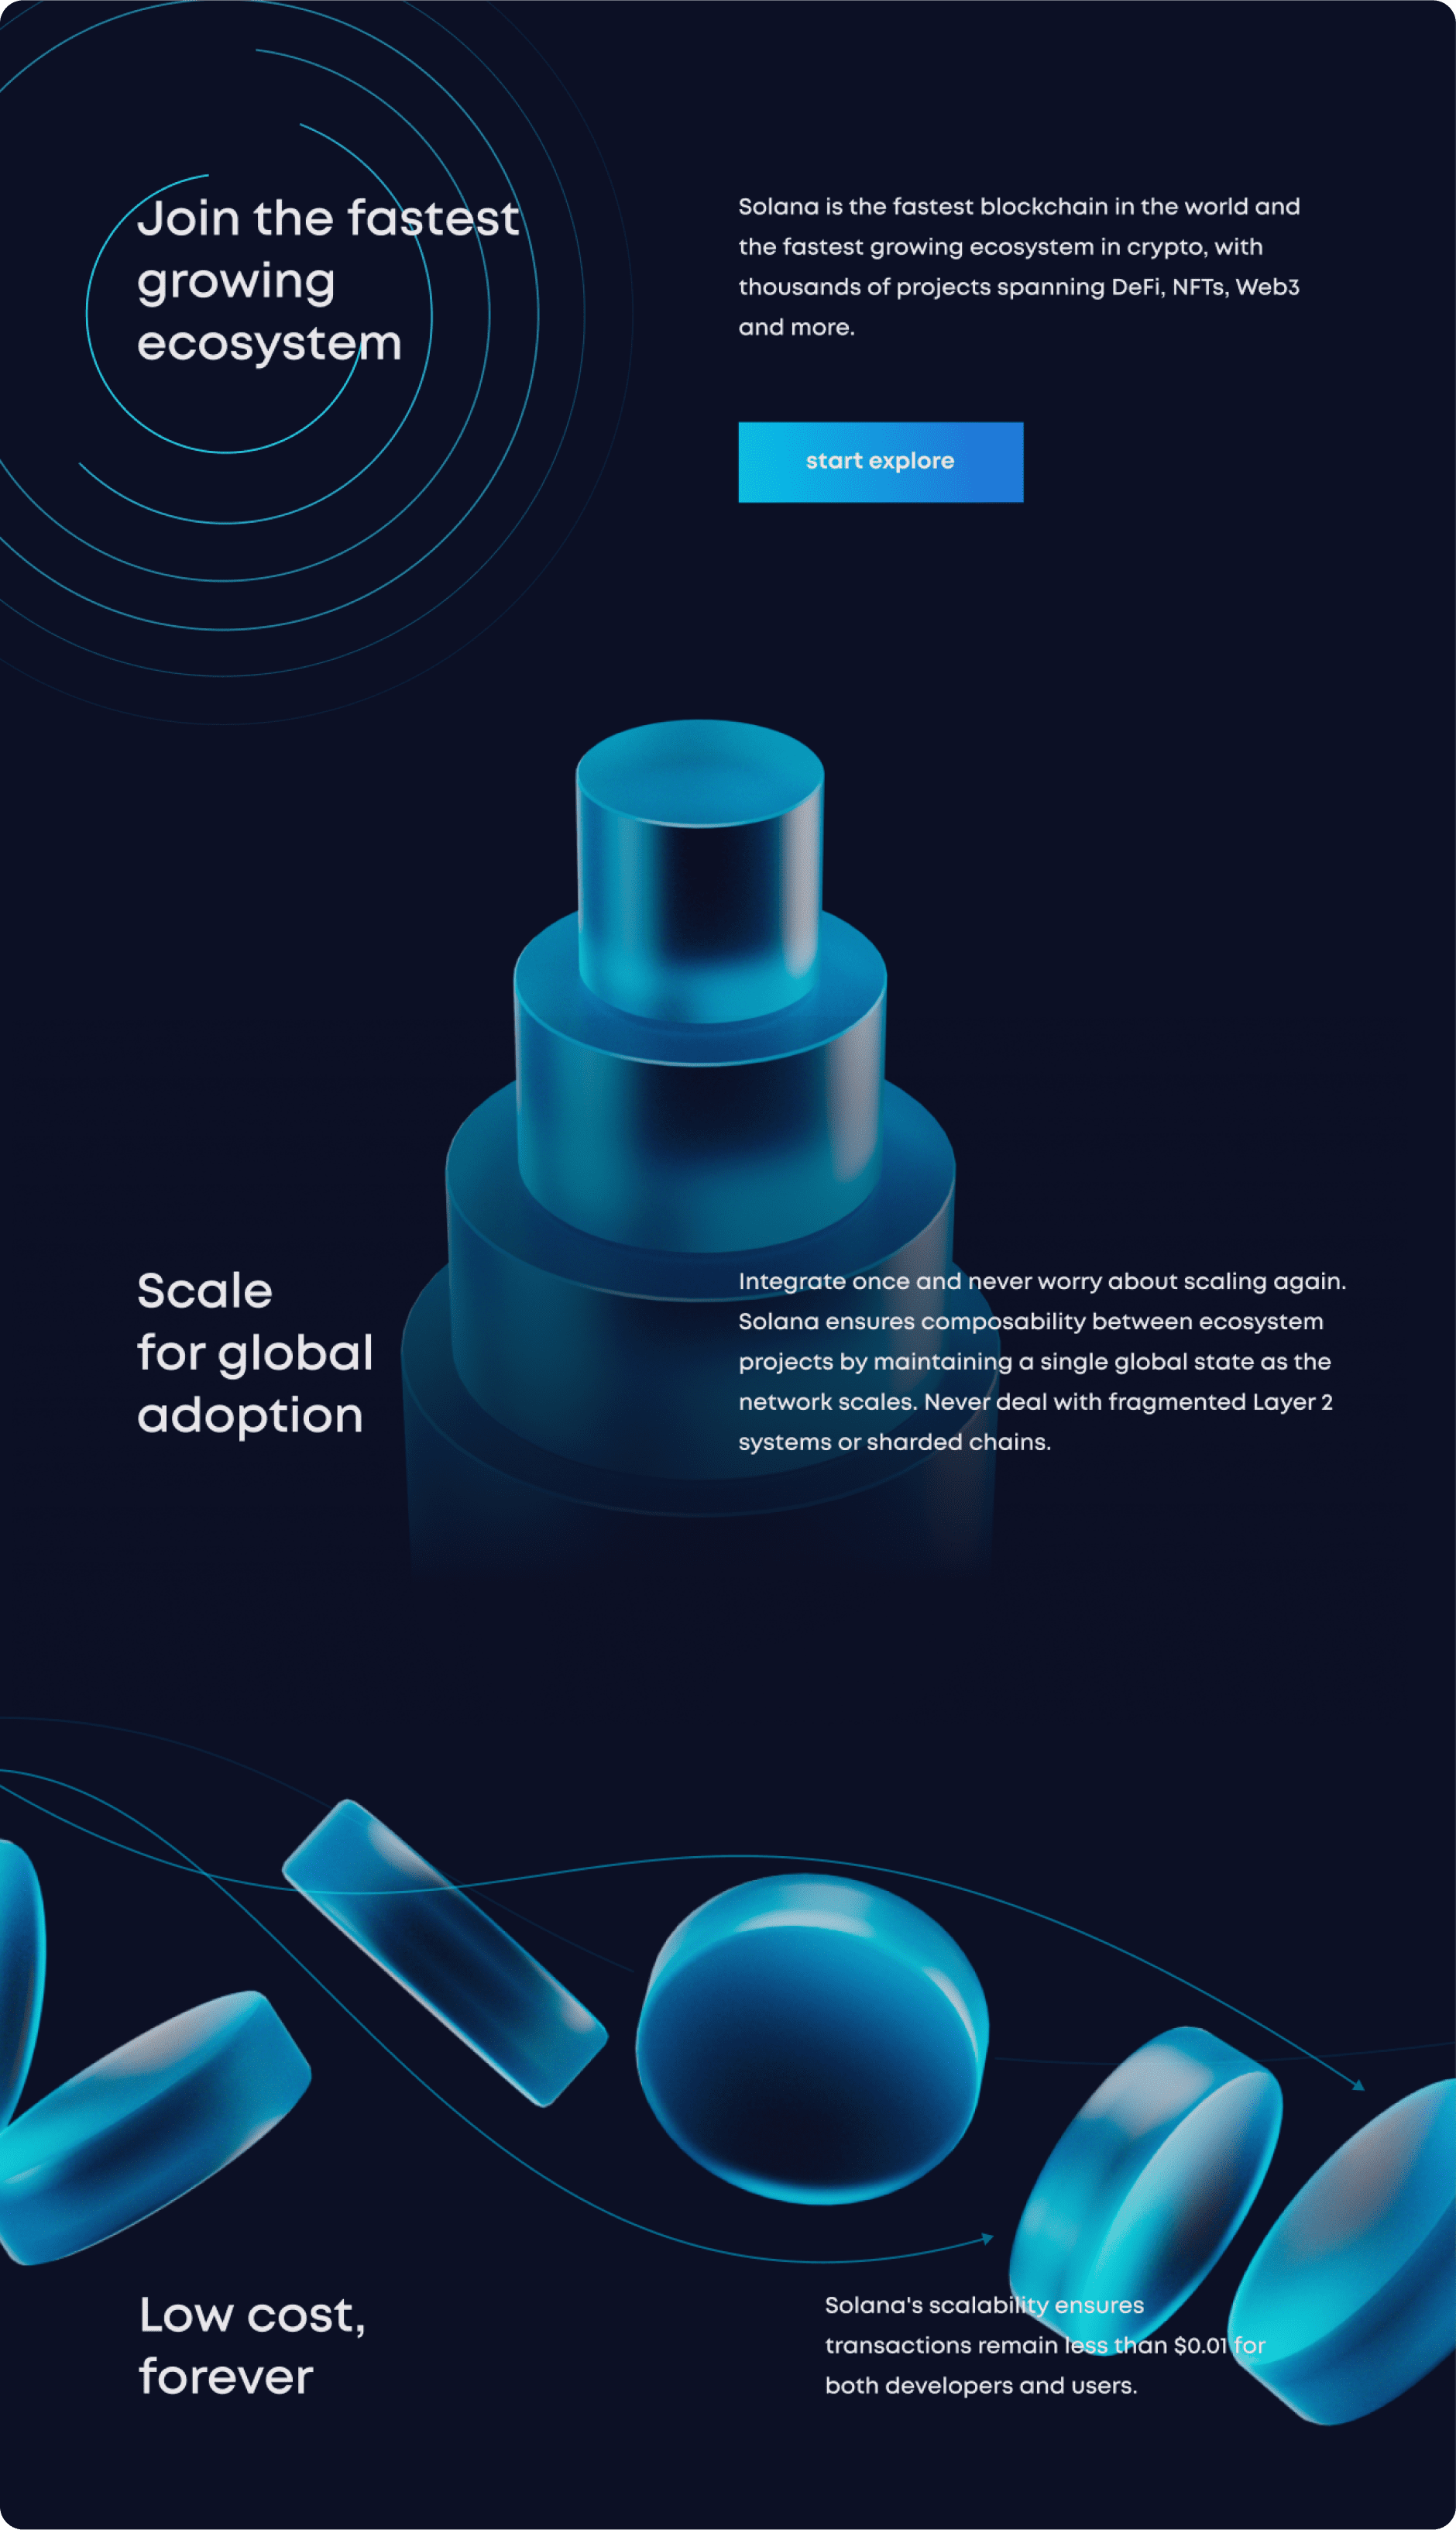 Join the fastest
growing
ecosystem
Solana is the fastest blockchain in the world and
the fastest growing ecosystem in crypto, with
thousands of projects spanning DeFi, NFTs, Web3
and more.
start explore
Scale
for global
adoption
Integrate once and never worry about scaling again.
Solana ensures composability between ecosystem
projects by maintaining a single global state as the
network scales. Never deal with fragmented Layer 2
systems or sharded chains.
Low cost,
forever
Solana's scalability ensures
transactions remain less than $0.01 for
both developers and users.